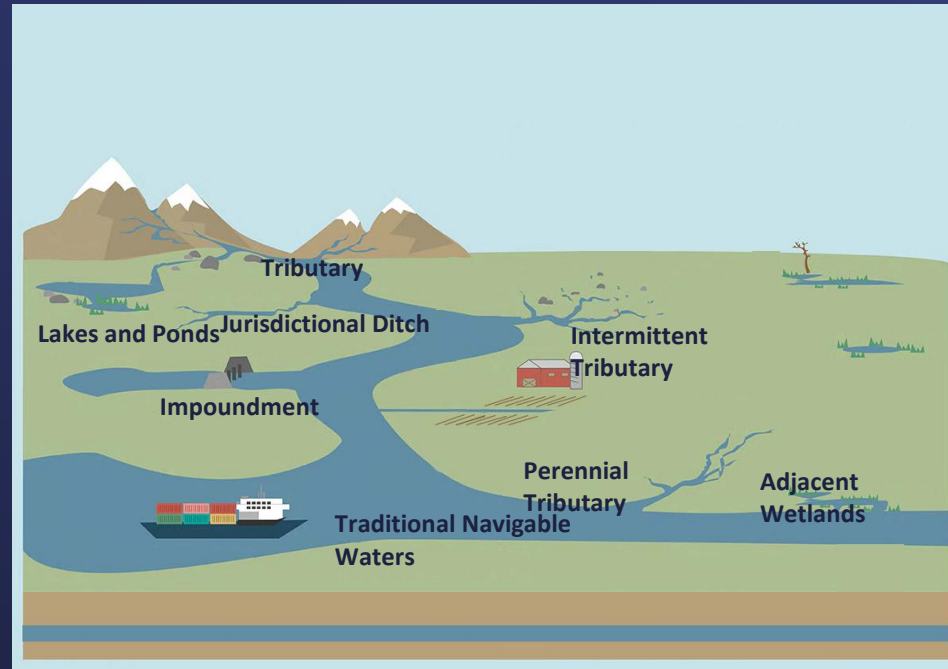 Tributary
Lakes and Ponds
Jurisdictional Ditch
Intermittent
Tributary
Impoundment
Perennial
Tributary
Adjacent
Wetlands
Traditional Navigable
Waters